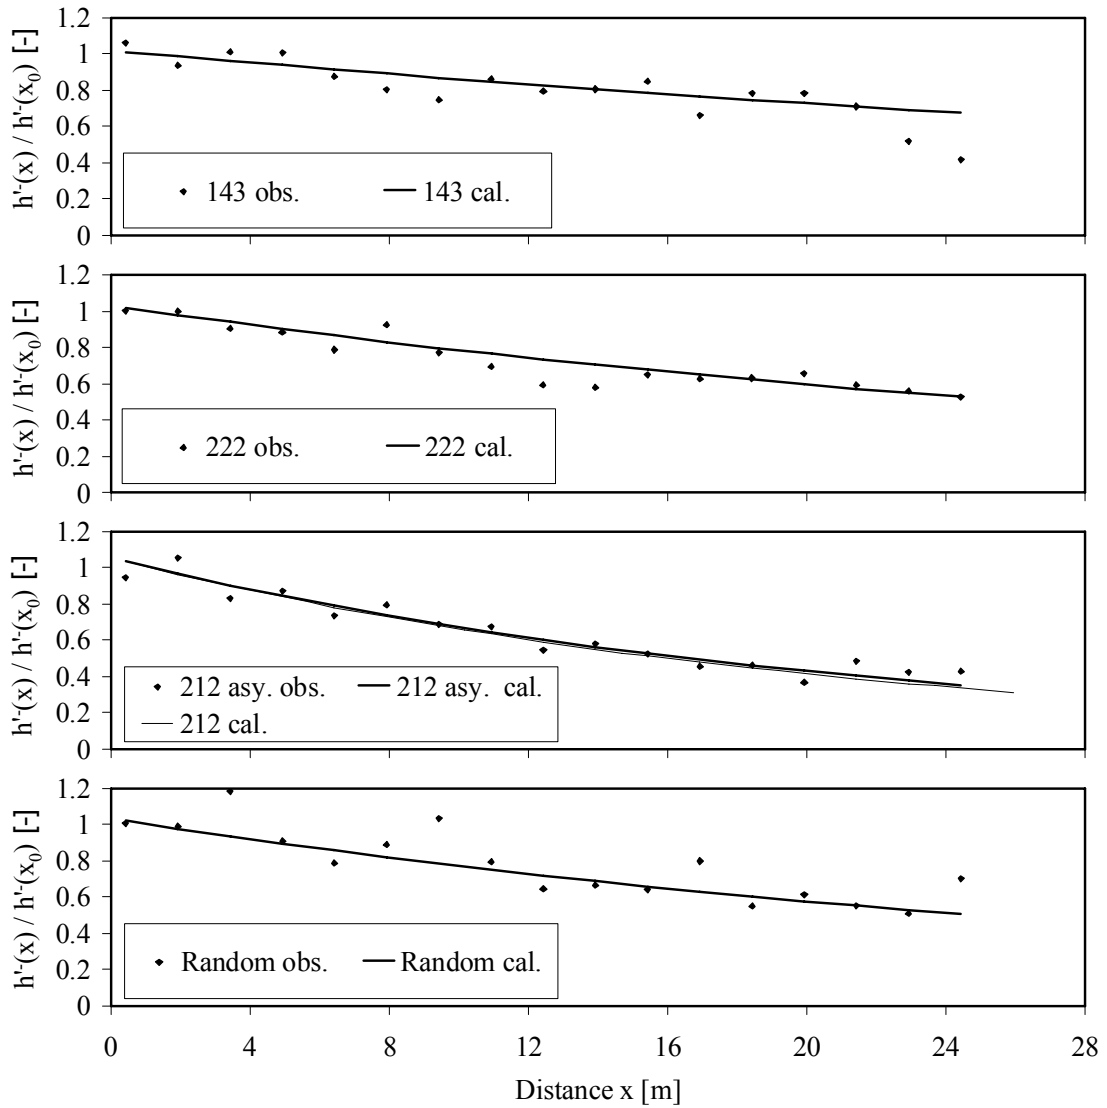 h'-(x) / h'-(x0) [-]
1.2
1
0.8
0.6
0.4
0.2
0
143 obs. 143 cal.
h'-(x) / h'-(x0) [-]
1.2
1
0.8
0.6
0.4
0.2
0
222 obs. 222 cal.
h'-(x) / h'-(x0) [-]
1.2
1
0.8
0.6
0.4
0.2
0
212 asy. obs. 212 asy. cal.
212 cal.
h'-(x) / h'-(x0) [-]
1.2
1
0.8
0.6
0.4
0.2
0
Random obs. Random cal.
0 4 8 12 16 20 24 28
Distance x [m]